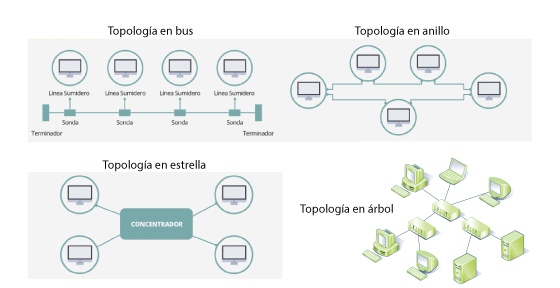 Topología en bus
Topología en anillo
Línea Sumidero Línea Sumidero Línea Sumidero Línea Sumidero
Sonda Sonda Sonda Sonda
Terminador Terminador
Topología en estrella
CONCENTRADOR
Topología en árbol